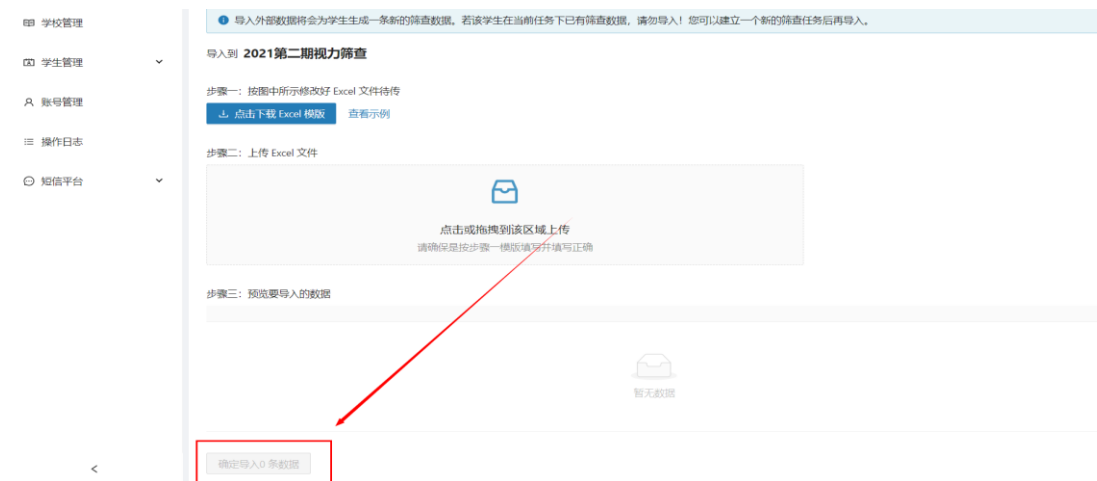 学校管理
学生管理
账号管理
操作日志
短信平台
导入外部数据将会为学生生成一条新的筛查数据。若该学生在当前任务下已有筛查数据，请勿导入！您可以建立一个新的筛查任务后再导入。
导入到 2021第二期视力筛查
步骤一：按图中所示修改好 Excel 文件待传
点击下载 Excel 模版 查看示例
步骤二：上传 Excel 文件
点击或拖拽到该区域上传
请确保是按步骤一模版填写并填写正确
步骤三：预览要导入的数据
暂无数据
确定导入0 条数据